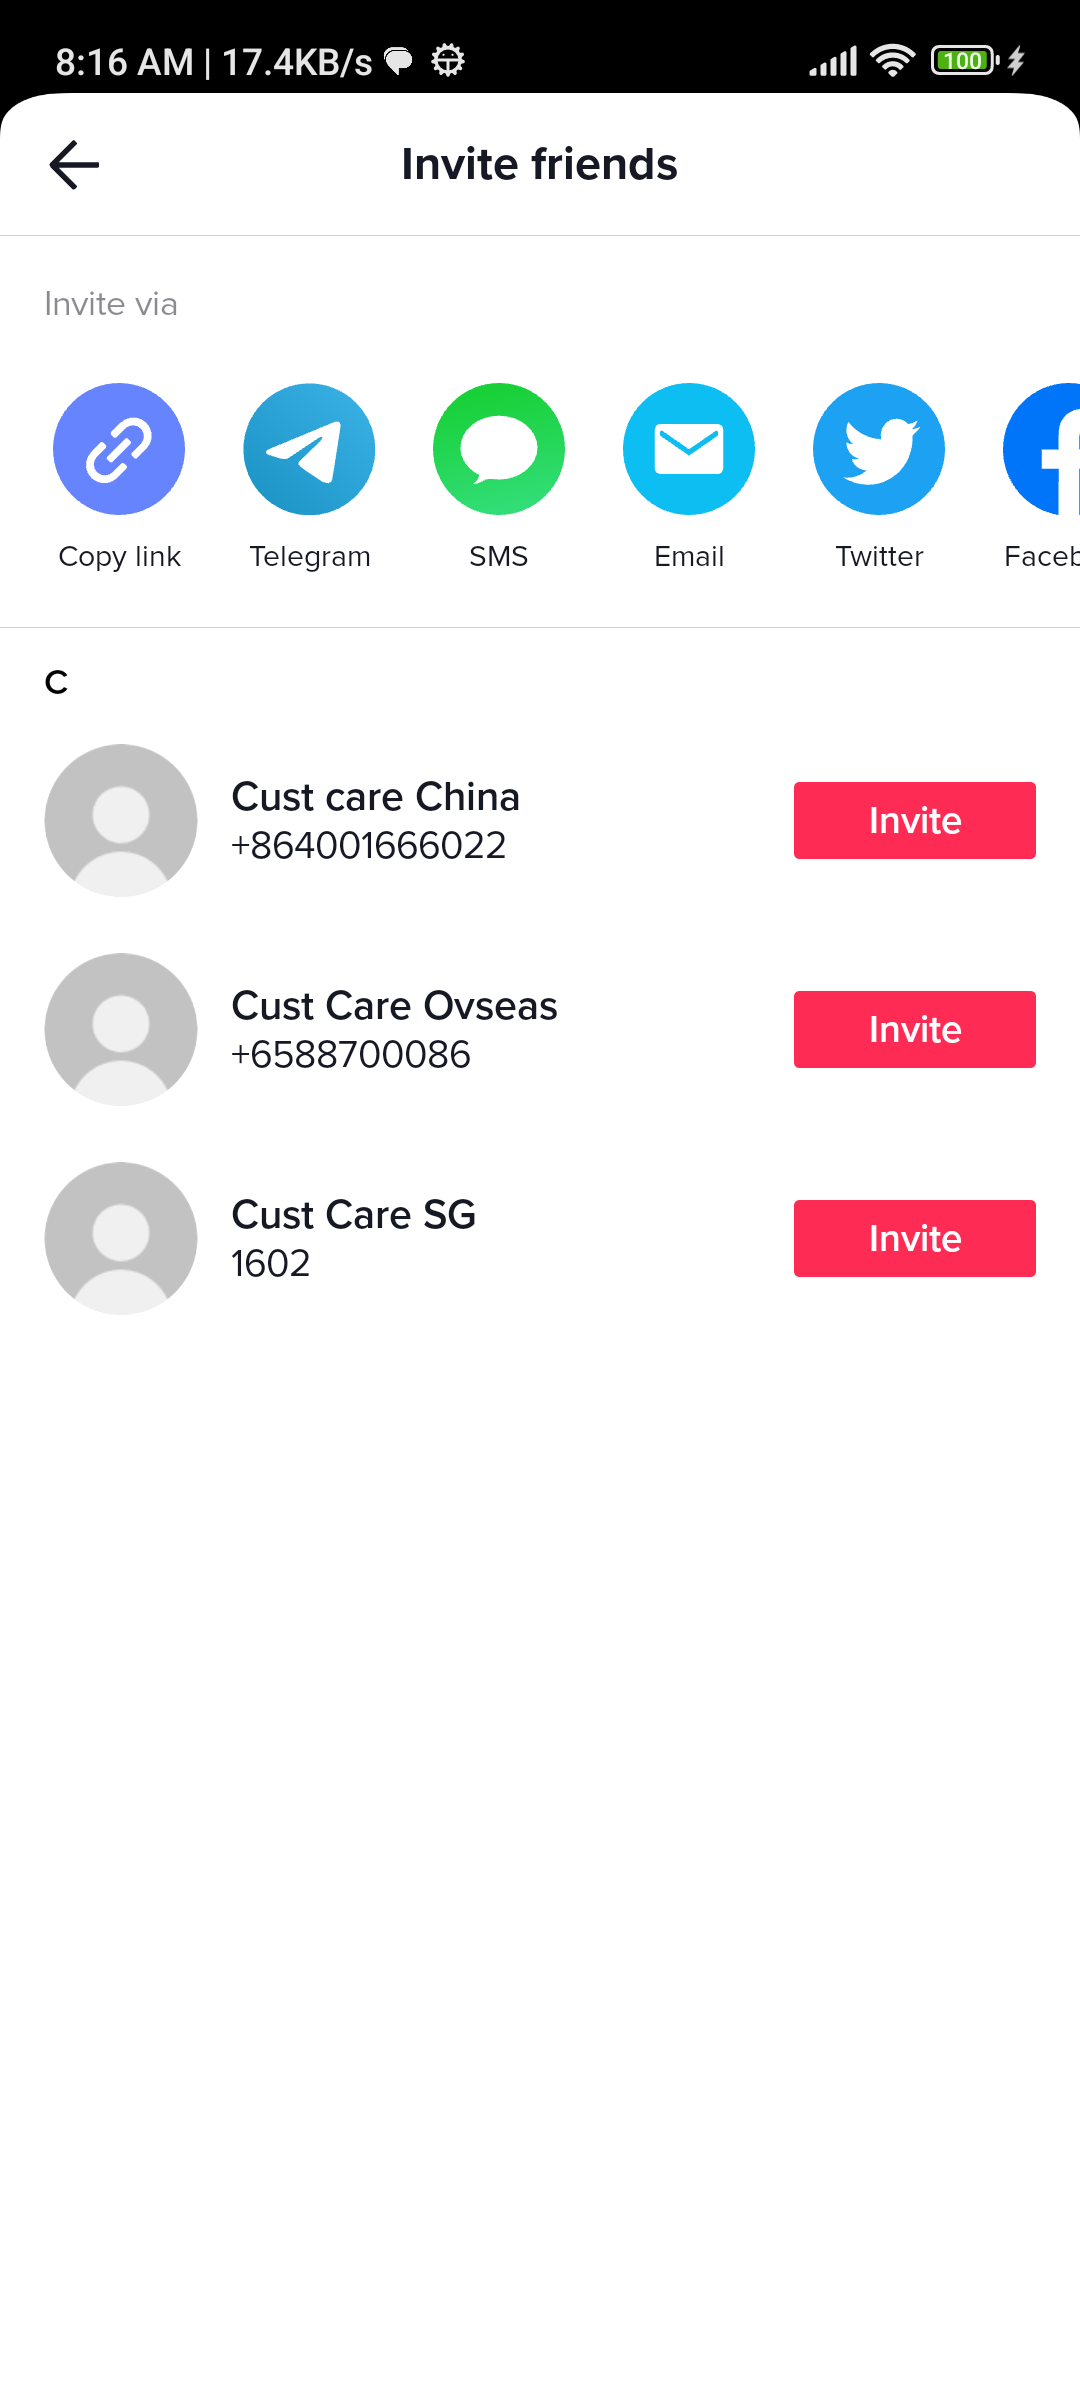 8:16 AM | 17.4KB/s
100
Invite friends
Invite via
Copy link
Telegram
SMS
Email
Twitter
Faceb
C
Cust care China
+864001666022
Invite
Cust Care Ovseas
+6588700086
Invite
Cust Care SG
1602
Invite